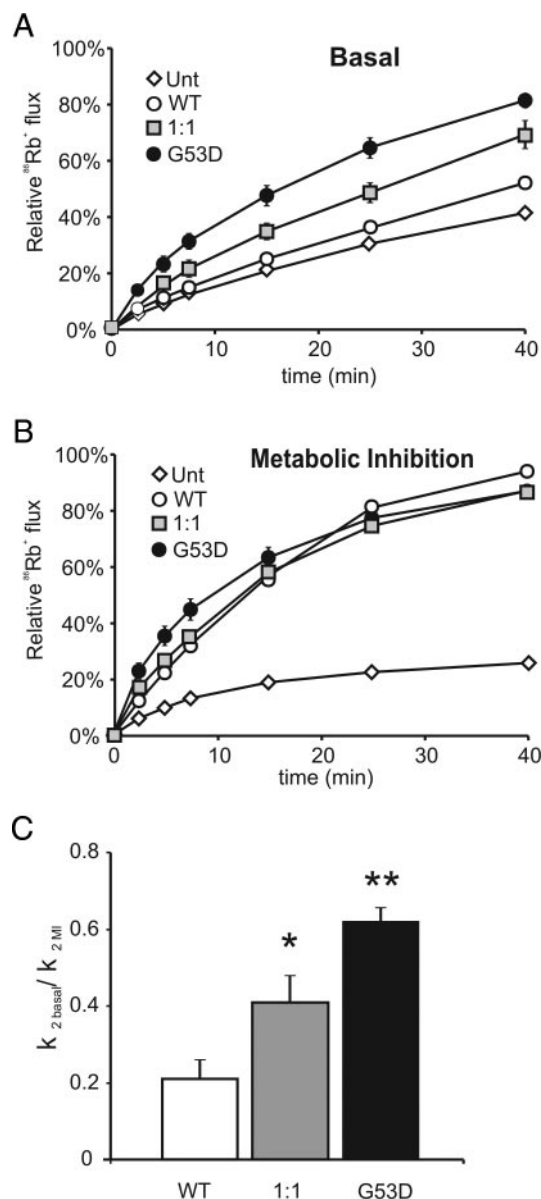 A
Basal
100%
80%
60%
40%
20%
0%
Relative ⁸⁶Rb⁺ flux
Unt
WT
1:1
G53D
0 10 20 30 40
time (min)
B
Metabolic Inhibition
100%
80%
60%
40%
20%
0%
Relative ⁸⁶Rb⁺ flux
Unt
WT
1:1
G53D
0 10 20 30 40
time (min)
C
0.8
0.6
0.4
0.2
0
k 2 basal/ k 2 MI
*
**
WT 1:1 G53D